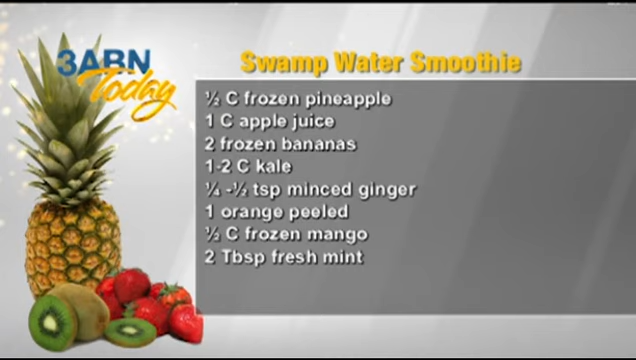 3ABN
Today
Swamp Water Smoothie
½ C frozen pineapple
1 C apple juice
2 frozen bananas
1-2 C kale
¼ -½ tsp minced ginger
1 orange peeled
½ C frozen mango
2 Tbsp fresh mint